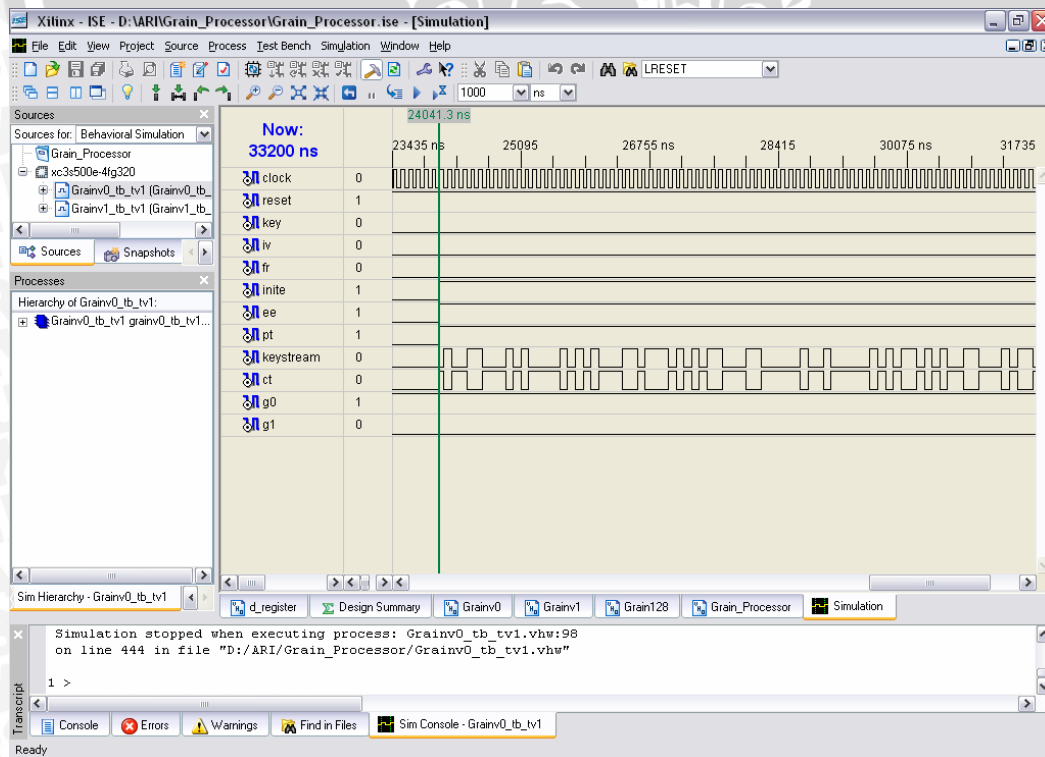 Xilinx - ISE - D:\ARI\Grain_Processor\Grain_Processor.ise - [Simulation]
File Edit View Project Source Process Test Bench Simulation Window Help
LRESET
1000 ns
Sources
Sources for: Behavioral Simulation
Grain_Processor
xc3s500e-4fg320
Grainv0_tb_tv1 (Grainv0_tb_
Grainv1_tb_tv1 (Grainv1_tb_
Sources Snapshots
Processes
Hierarchy of Grainv0_tb_tv1:
Grainv0_tb_tv1 grainv0_tb_tv1...
Sim Hierarchy - Grainv0_tb_tv1
24041.3 ns
Now:
33200 ns
23435 ns 25095 26755 ns 28415 30075 ns 31735
clock 0
reset 1
key 0
iv 0
fr 0
inite 1
ee 1
pt 1
keystream 0
ct 0
g0 1
g1 0
d_register Design Summary Grainv0 Grainv1 Grain128 Grain_Processor Simulation
Simulation stopped when executing process: Grainv0_tb_tv1.vhw:98
on line 444 in file "D:/ARI/Grain_Processor/Grainv0_tb_tv1.vhw"
1 >
Transcript
Console Errors Warnings Find in Files Sim Console - Grainv0_tb_tv1
Ready